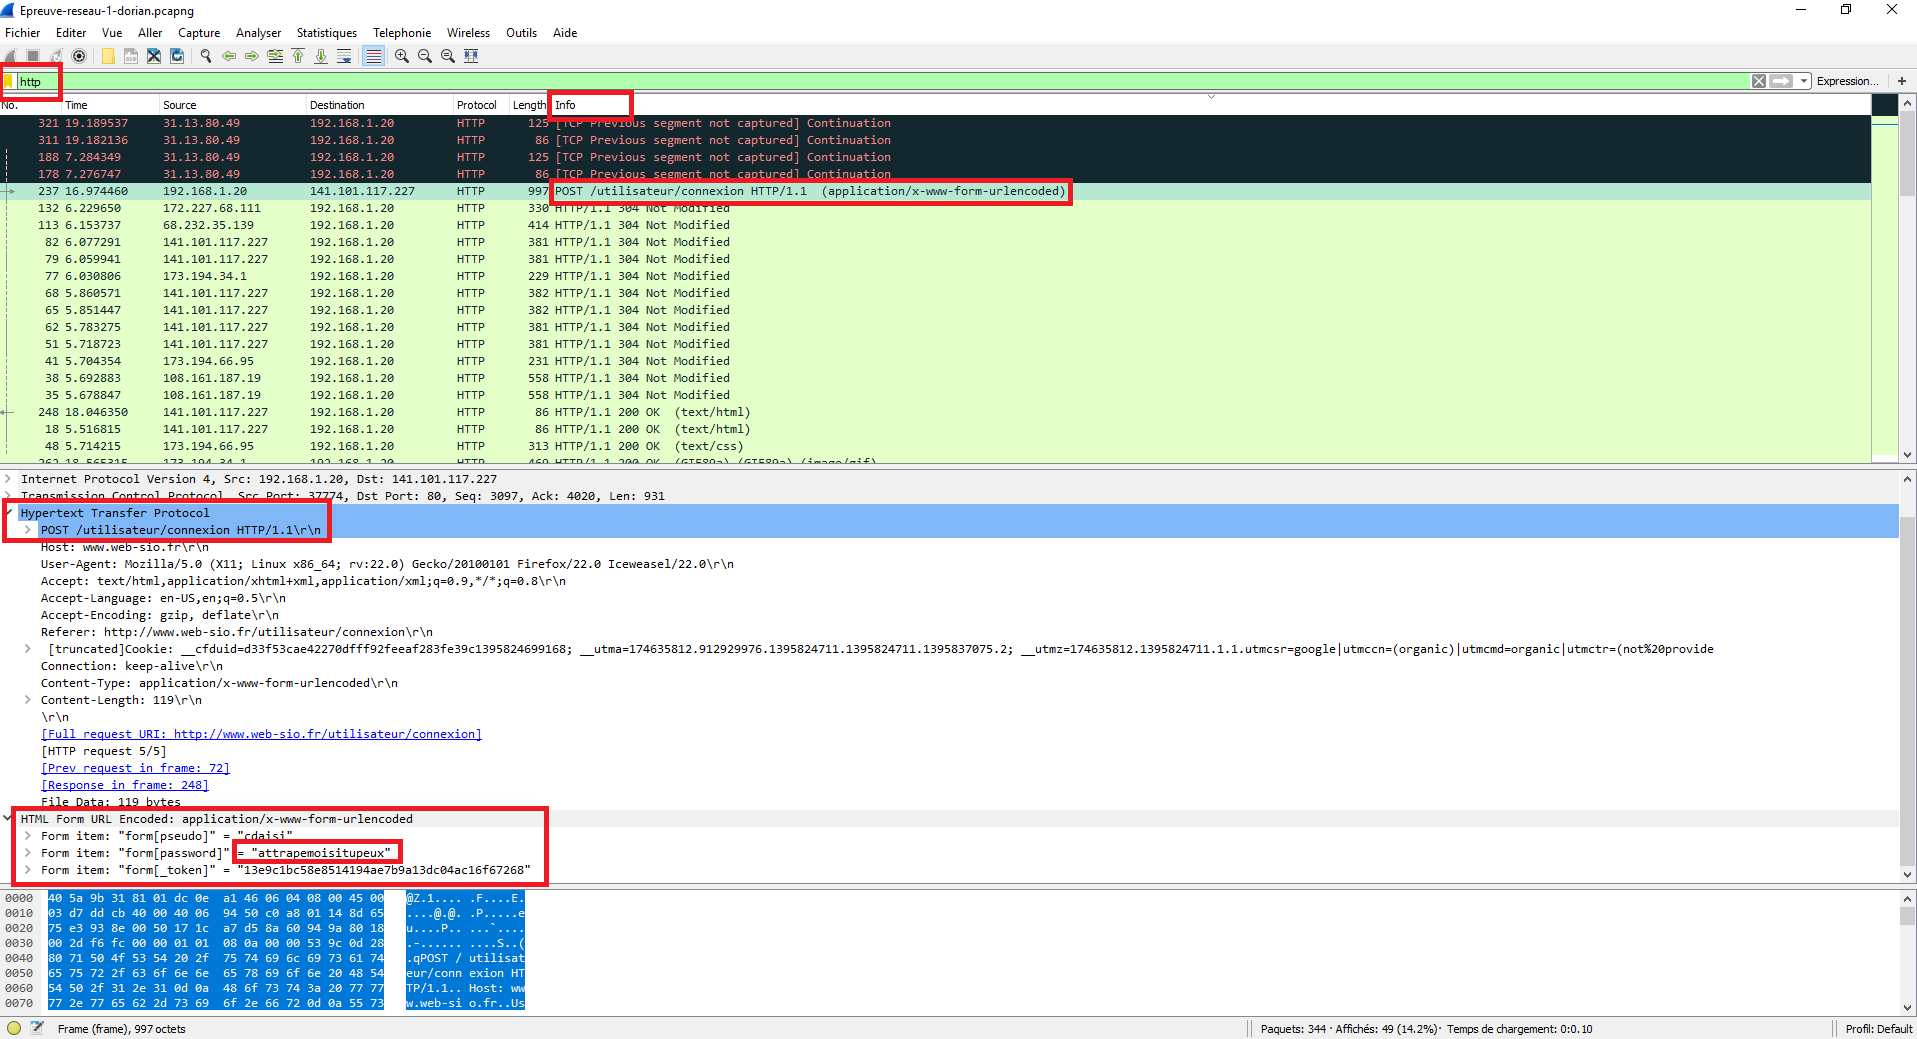 Epreuve-reseau-1-dorian.pcapng
Fichier Editer Vue Aller Capture Analyser Statistiques Telephonie Wireless Outils Aide
http Expression... +
No. Time Source Destination Protocol Length Info
321 19.189537 31.13.80.49 192.168.1.20 HTTP 125 [TCP Previous segment not captured] Continuation
311 19.182136 31.13.80.49 192.168.1.20 HTTP 86 [TCP Previous segment not captured] Continuation
188 7.284349 31.13.80.49 192.168.1.20 HTTP 125 [TCP Previous segment not captured] Continuation
178 7.276747 31.13.80.49 192.168.1.20 HTTP 86 [TCP Previous segment not captured] Continuation
237 16.974460 192.168.1.20 141.101.117.227 HTTP 997 POST /utilisateur/connexion HTTP/1.1 (application/x-www-form-urlencoded)
132 6.229650 172.227.68.111 192.168.1.20 HTTP 330 HTTP/1.1 304 Not Modified
113 6.153737 68.232.35.139 192.168.1.20 HTTP 414 HTTP/1.1 304 Not Modified
82 6.077291 141.101.117.227 192.168.1.20 HTTP 381 HTTP/1.1 304 Not Modified
79 6.059941 141.101.117.227 192.168.1.20 HTTP 381 HTTP/1.1 304 Not Modified
77 6.030806 173.194.34.1 192.168.1.20 HTTP 229 HTTP/1.1 304 Not Modified
68 5.860571 141.101.117.227 192.168.1.20 HTTP 382 HTTP/1.1 304 Not Modified
65 5.851447 141.101.117.227 192.168.1.20 HTTP 382 HTTP/1.1 304 Not Modified
62 5.783275 141.101.117.227 192.168.1.20 HTTP 381 HTTP/1.1 304 Not Modified
51 5.718723 141.101.117.227 192.168.1.20 HTTP 381 HTTP/1.1 304 Not Modified
41 5.704354 173.194.66.95 192.168.1.20 HTTP 231 HTTP/1.1 304 Not Modified
38 5.692883 108.161.187.19 192.168.1.20 HTTP 558 HTTP/1.1 304 Not Modified
35 5.678847 108.161.187.19 192.168.1.20 HTTP 558 HTTP/1.1 304 Not Modified
248 18.046350 141.101.117.227 192.168.1.20 HTTP 86 HTTP/1.1 200 OK (text/html)
18 5.516815 141.101.117.227 192.168.1.20 HTTP 86 HTTP/1.1 200 OK (text/html)
48 5.714215 173.194.66.95 192.168.1.20 HTTP 313 HTTP/1.1 200 OK (text/css)
262 18.565315 173.194.34.1 192.168.1.20 HTTP 469 HTTP/1.1 200 OK (GIF89a) (GIF89a) (image/gif)
Internet Protocol Version 4, Src: 192.168.1.20, Dst: 141.101.117.227
Transmission Control Protocol, Src Port: 37774, Dst Port: 80, Seq: 3097, Ack: 4020, Len: 931
Hypertext Transfer Protocol
POST /utilisateur/connexion HTTP/1.1\r\n
Host: www.web-sio.fr\r\n
User-Agent: Mozilla/5.0 (X11; Linux x86_64; rv:22.0) Gecko/20100101 Firefox/22.0 Iceweasel/22.0\r\n
Accept: text/html,application/xhtml+xml,application/xml;q=0.9,*/*;q=0.8\r\n
Accept-Language: en-US,en;q=0.5\r\n
Accept-Encoding: gzip, deflate\r\n
Referer: http://www.web-sio.fr/utilisateur/connexion\r\n
[truncated]Cookie: __cfduid=d33f53cae42270dfff92feeaf283fe39c1395824699168; __utma=174635812.912929976.1395824711.1395824711.1395837075.2; __utmz=174635812.1395824711.1.1.utmcsr=google|utmccn=(organic)|utmcmd=organic|utmctr=(not%20provide
Connection: keep-alive\r\n
Content-Type: application/x-www-form-urlencoded\r\n
Content-Length: 119\r\n
\r\n
[Full request URI: http://www.web-sio.fr/utilisateur/connexion]
[HTTP request 5/5]
[Prev request in frame: 72]
[Response in frame: 248]
File Data: 119 bytes
HTML Form URL Encoded: application/x-www-form-urlencoded
Form item: "form[pseudo]" = "cdaisi"
Form item: "form[password]" = "attrapemoisitupeux"
Form item: "form[_token]" = "13e9c1bc58e8514194ae7b9a13dc04ac16f67268"
0000 40 5a 9b 31 81 01 dc 0e a1 46 06 04 08 00 45 00 @Z.1.... .F....E.
0010 03 d7 dd cb 40 00 40 06 94 50 c0 a8 01 14 8d 65 ....@.@. .P.....e
0020 75 e3 93 8e 00 50 17 1c a7 d5 8a 60 94 9a 80 18 u....P.. ...`....
0030 00 2d f6 fc 00 00 01 01 08 0a 00 00 53 9c 0d 28 .-...... ....S..(
0040 80 71 50 4f 53 54 20 2f 75 74 69 6c 69 73 61 74 .qPOST / utilisat
0050 65 75 72 2f 63 6f 6e 6e 65 78 69 6f 6e 20 48 54 eur/conn exion HT
0060 54 50 2f 31 2e 31 0d 0a 48 6f 73 74 3a 20 77 77 TP/1.1.. Host: ww
0070 77 2e 77 65 62 2d 73 69 6f 2e 66 72 0d 0a 55 73 w.web-si o.fr..Us
Frame (frame), 997 octets Paquets: 344 · Affichés: 49 (14.2%) · Temps de chargement: 0:0.10 Profil: Default